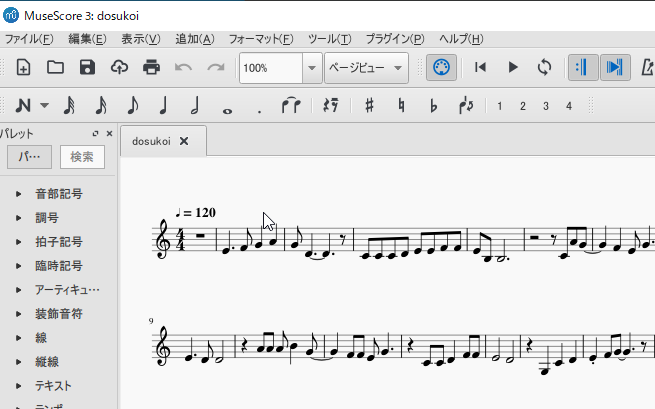 MuseScore 3: dosukoi
ファイル(F) 編集(E) 表示(V) 追加(A) フォーマット(F) ツール(T) プラグイン(P) ヘルプ(H)
100% ページビュー
N 1 2 3 4
パレット
dosukoi
パ… 検索
音部記号
調号
♩ = 120
拍子記号
臨時記号
アーティキュ…
装飾音符
9
線
縦線
テキスト